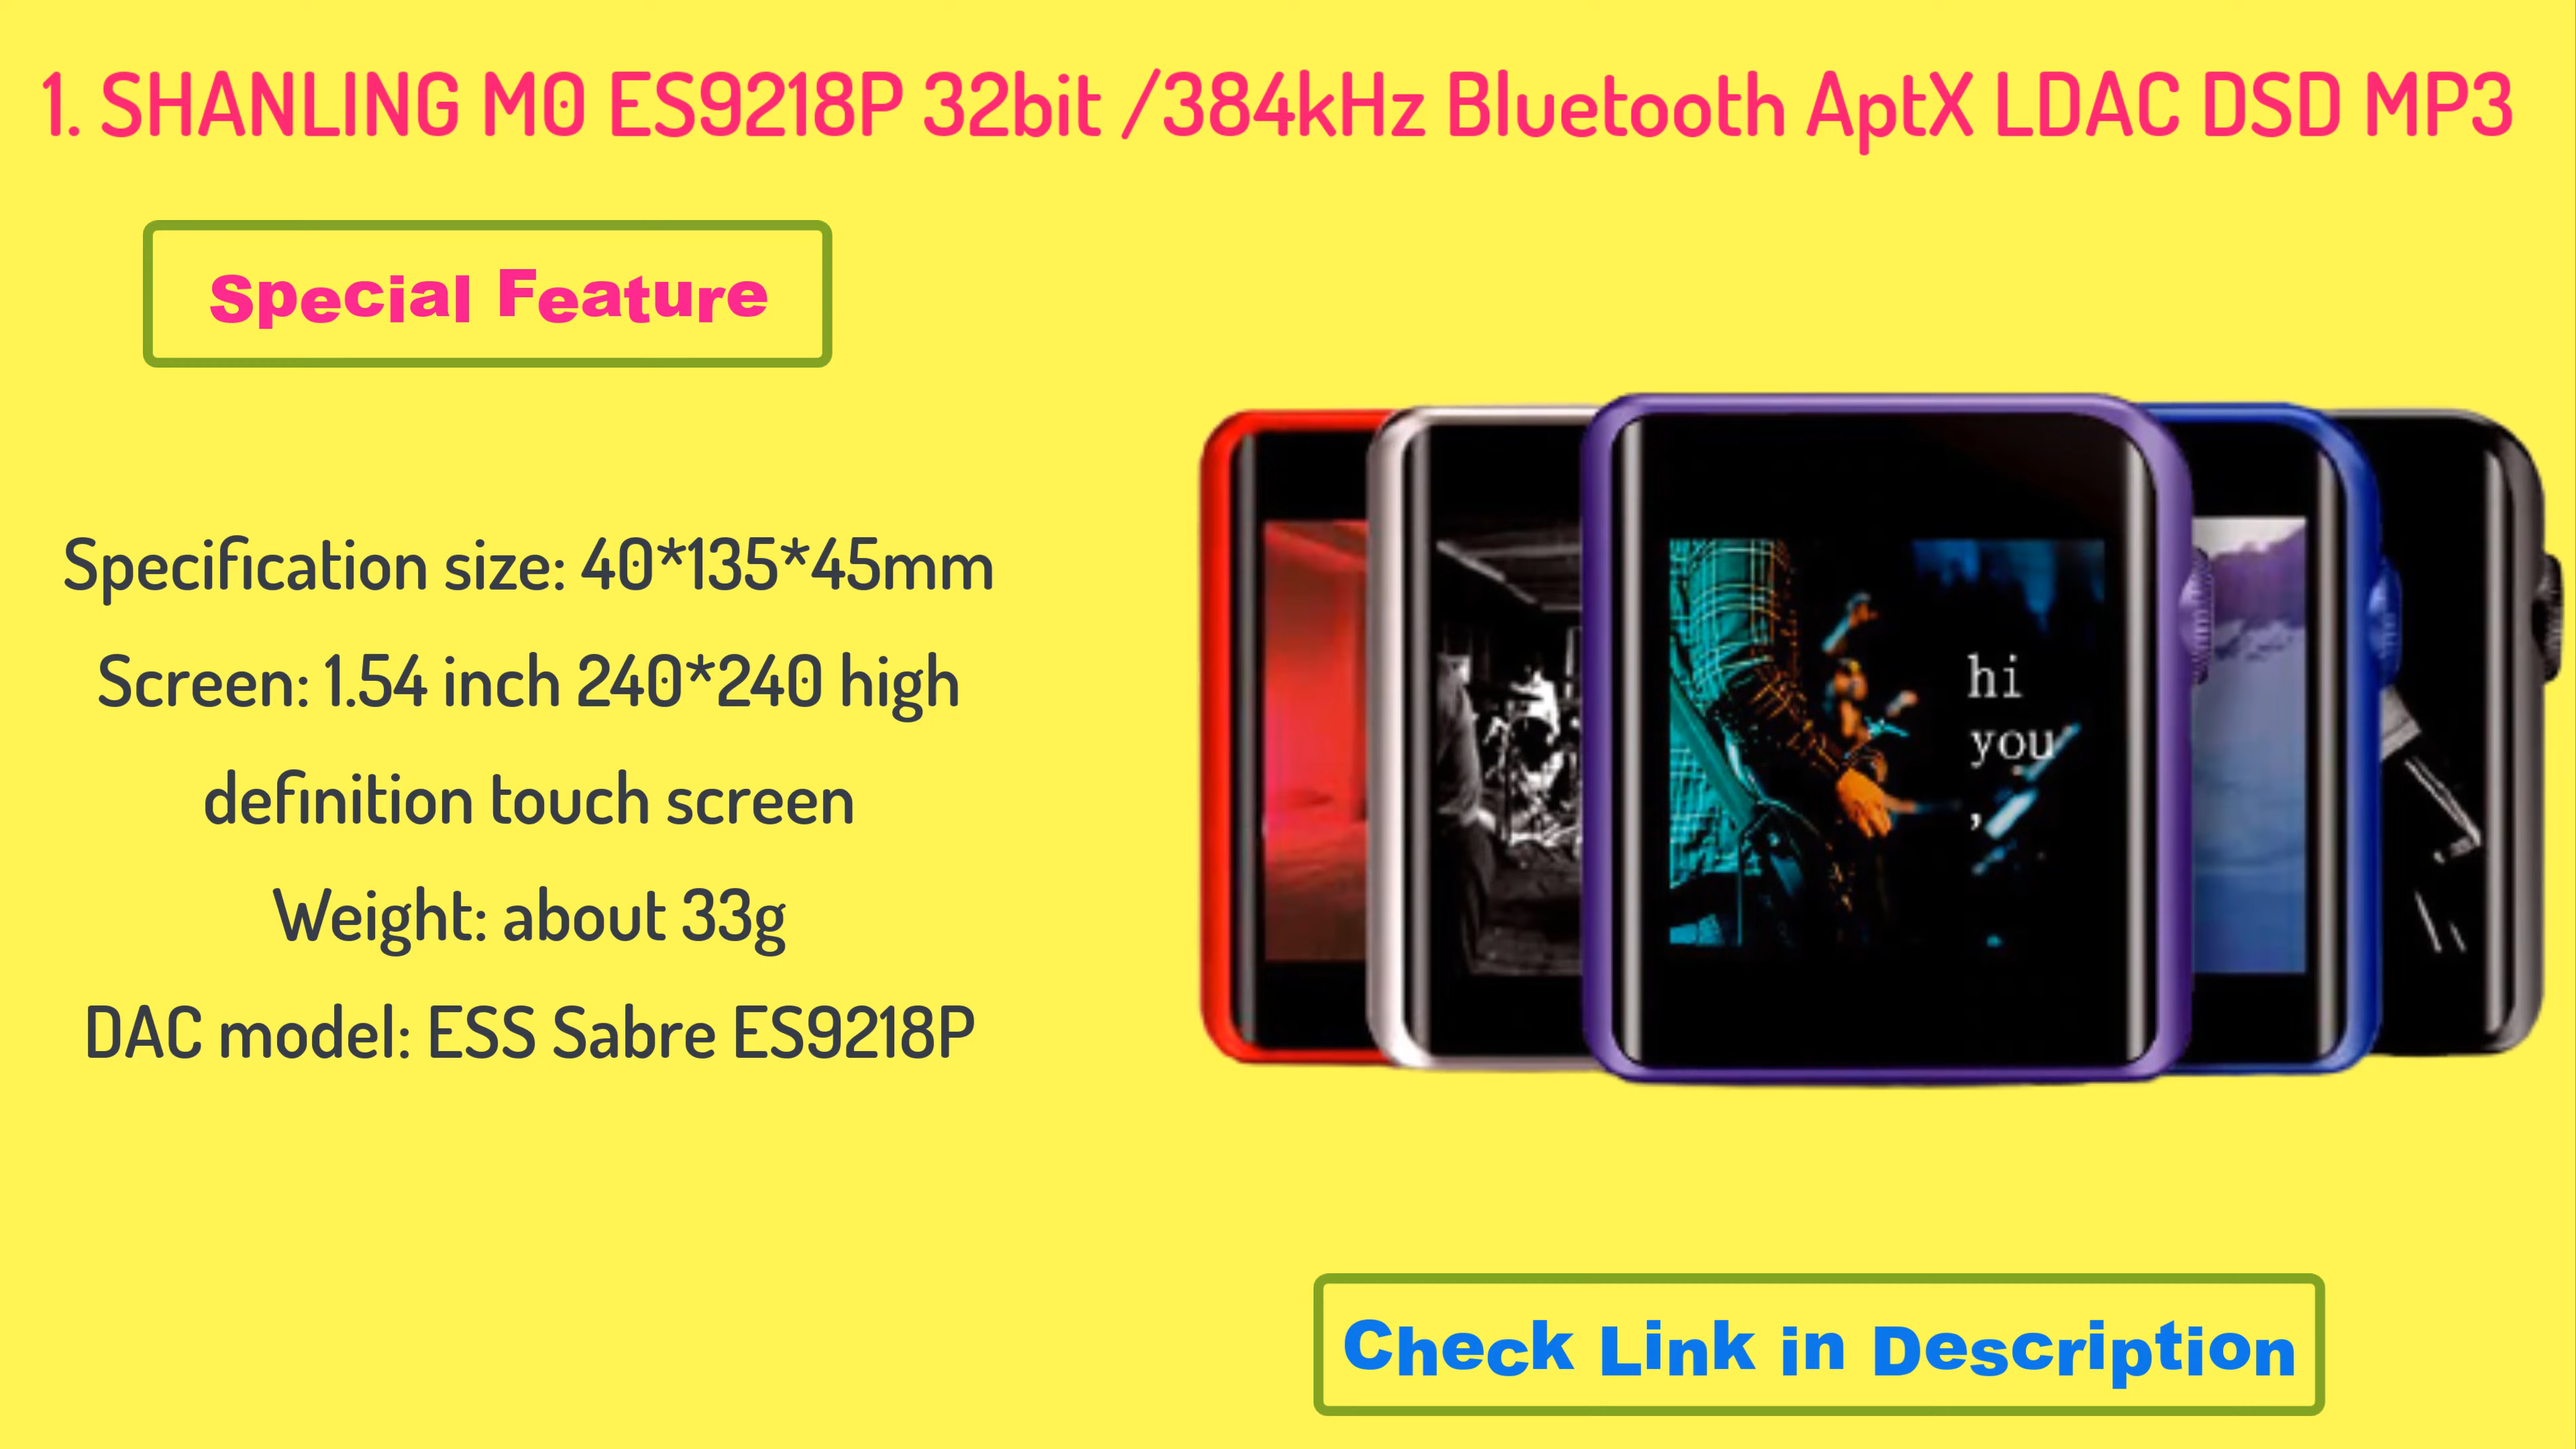 1. SHANLING M0 ES9218P 32bit /384kHz Bluetooth AptX LDAC DSD MP3
Special Feature
Specification size: 40*135*45mm
Screen: 1.54 inch 240*240 high
definition touch screen
Weight: about 33g
DAC model: ESS Sabre ES9218P
hi
you
,
Check Link in Description